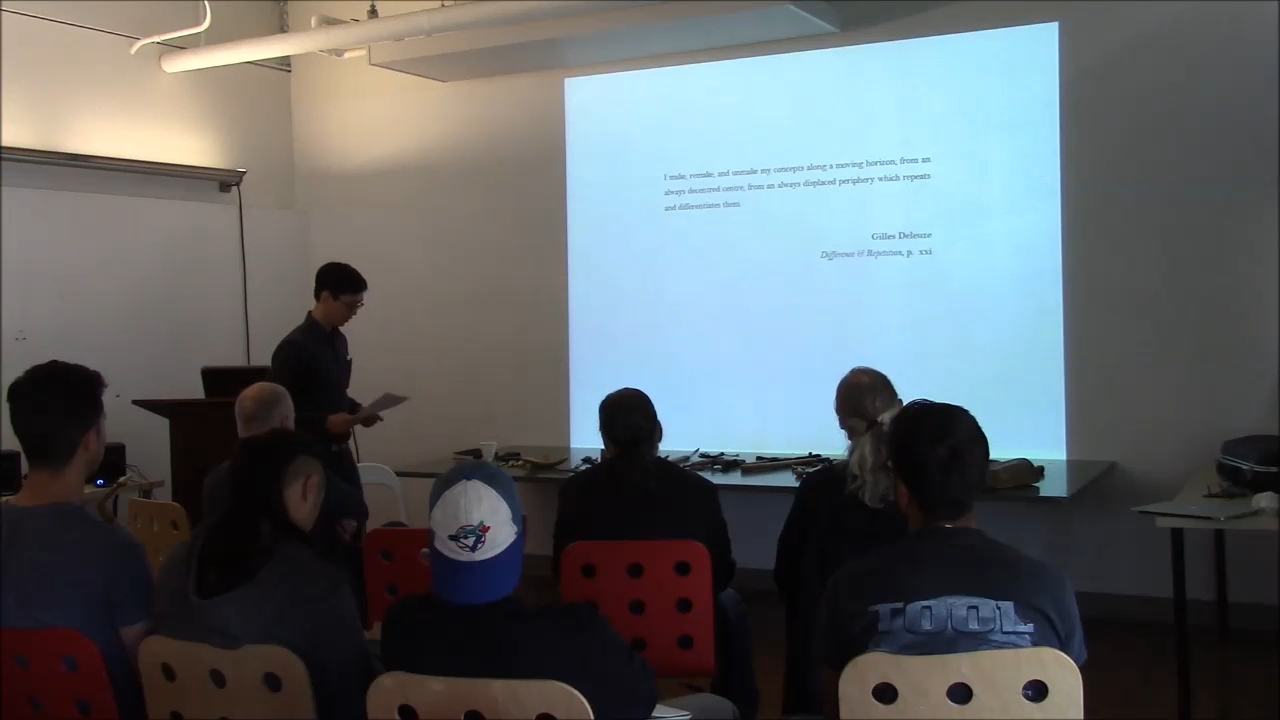 I make, remake, and unmake my concepts along a moving horizon, from an
always decentred centre, from an always displaced periphery which repeats
and differentiates them.
Gilles Deleuze
Difference & Repetition, p. xxi
TOOL